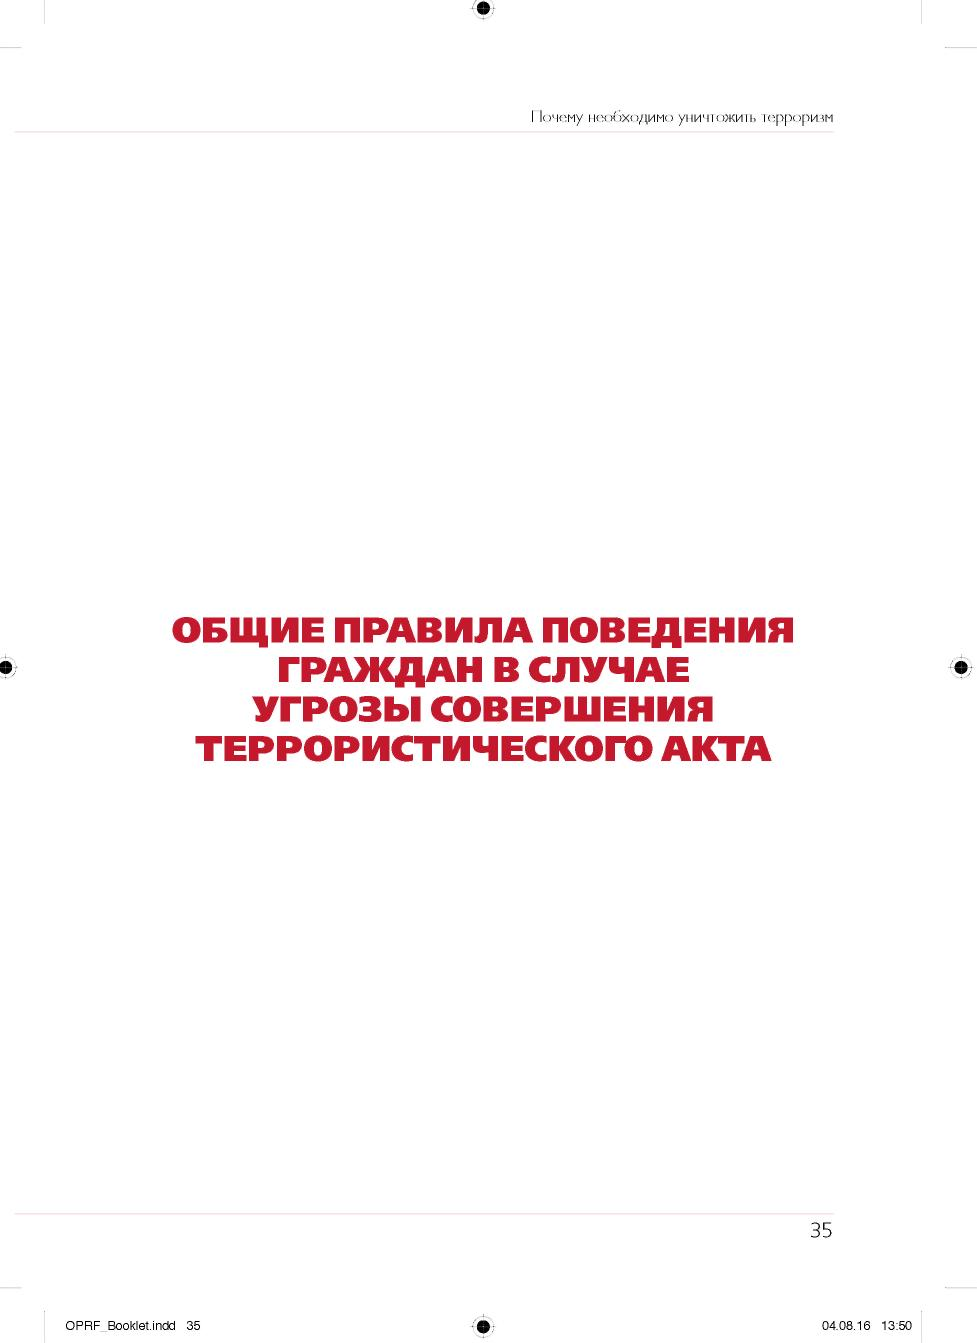 Почему необходимо уничтожить терроризм
ОБЩИЕ ПРАВИЛА ПОВЕДЕНИЯ
ГРАЖДАН В СЛУЧАЕ
УГРОЗЫ СОВЕРШЕНИЯ
ТЕРРОРИСТИЧЕСКОГО АКТА
35
OPRF_Booklet.indd 35 04.08.16 13:50